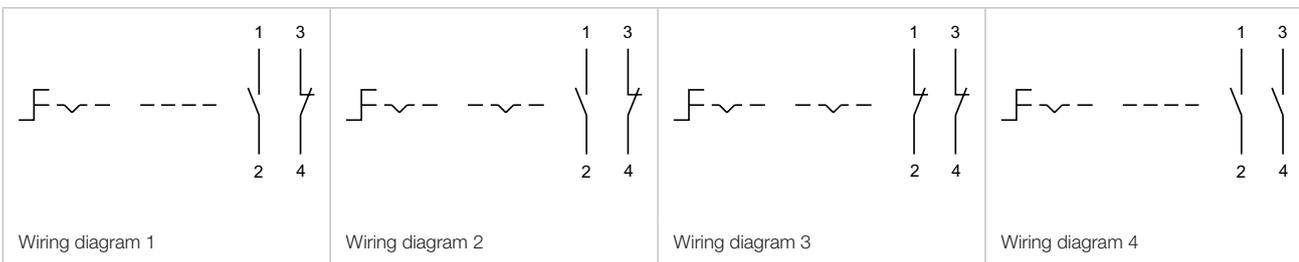 1 3 1 3 1 3 1 3
2 4 2 4 2 4 2 4
Wiring diagram 1 Wiring diagram 2 Wiring diagram 3 Wiring diagram 4